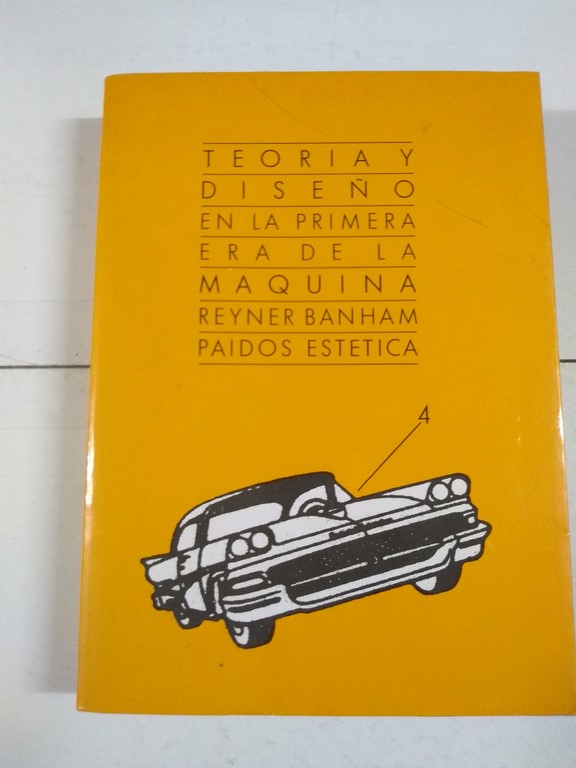 TEORIA Y
DISEÑO
EN LA PRIMERA
ERA DE LA
MAQUINA
REYNER BANHAM
PAIDOS ESTETICA
4